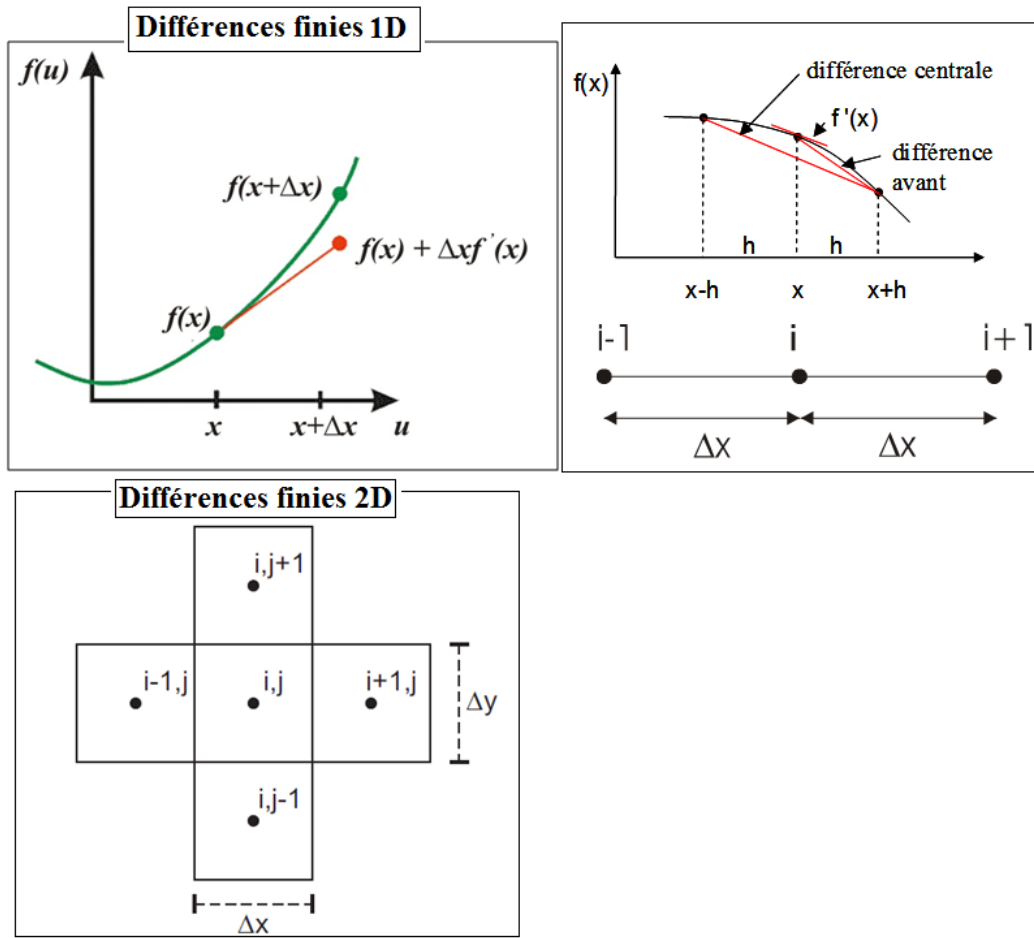 Différences finies 1D
f(u)
f(x+Δx)
f(x) + Δxf'(x)
f(x)
x
x+Δx
u
f(x)
différence centrale
f'(x)
différence
avant
h
h
x-h
x
x+h
i-1
i
i+1
Δx
Δx
Différences finies 2D
i,j+1
i-1,j
i,j
i+1,j
Δy
i,j-1
Δx